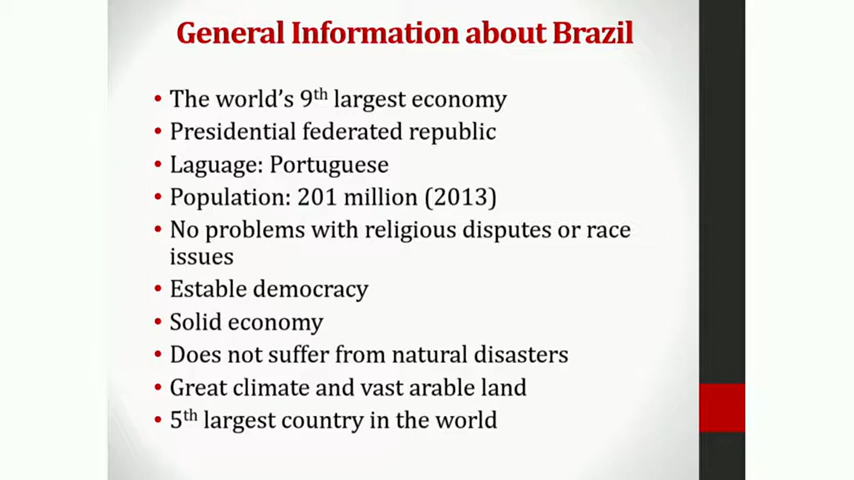 General Information about Brazil
• The world's 9th largest economy
• Presidential federated republic
• Laguage: Portuguese
• Population: 201 million (2013)
• No problems with religious disputes or race
issues
• Estable democracy
• Solid economy
• Does not suffer from natural disasters
• Great climate and vast arable land
• 5th largest country in the world